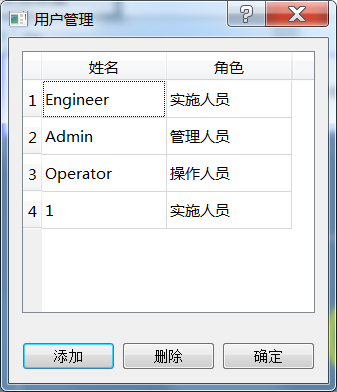 用户管理
姓名 角色
1 Engineer 实施人员
2 Admin 管理人员
3 Operator 操作人员
4 1 实施人员
添加 删除 确定